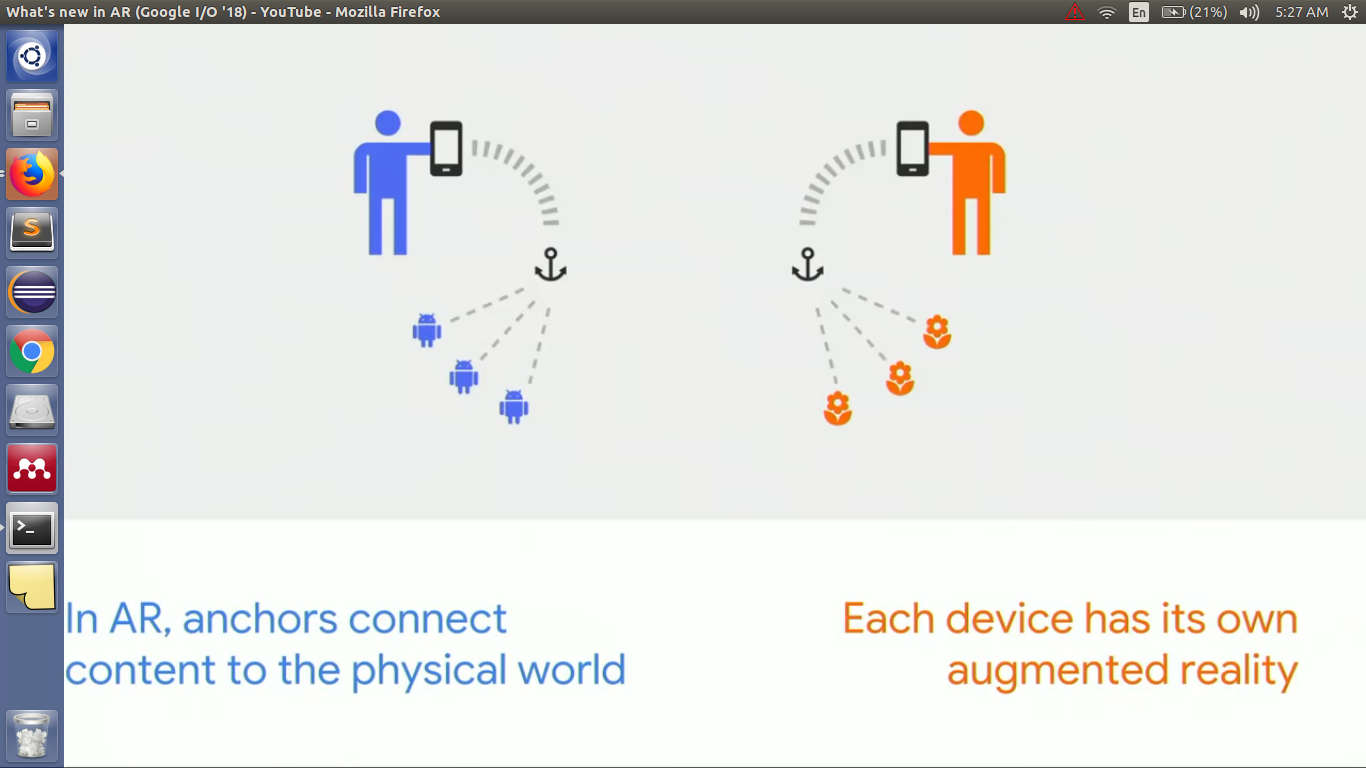 What's new in AR (Google I/O '18) - YouTube - Mozilla Firefox
En
(21%)
5:27 AM
S
>_
In AR, anchors connect
content to the physical world
Each device has its own
augmented reality